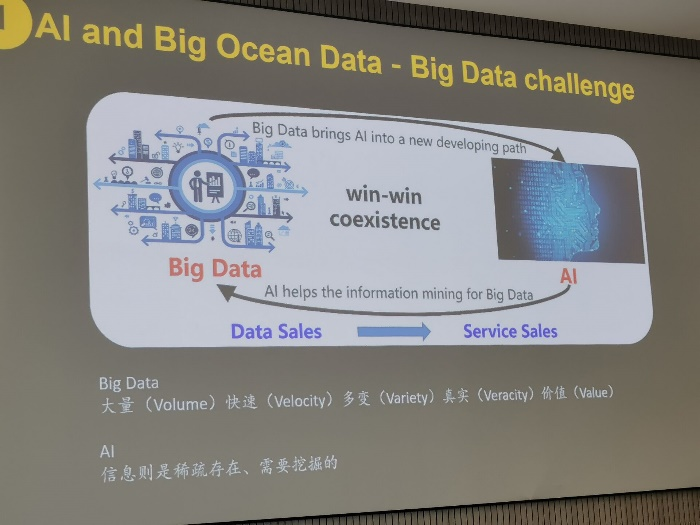 AI and Big Ocean Data - Big Data challenge
Big Data brings AI into a new developing path
win-win
coexistence
Big Data
AI
AI helps the information mining for Big Data
Data Sales
Service Sales
Big Data
大量（Volume）快速（Velocity）多变（Variety）真实（Veracity）价值（Value）
AI
信息则是稀疏存在、需要挖掘的